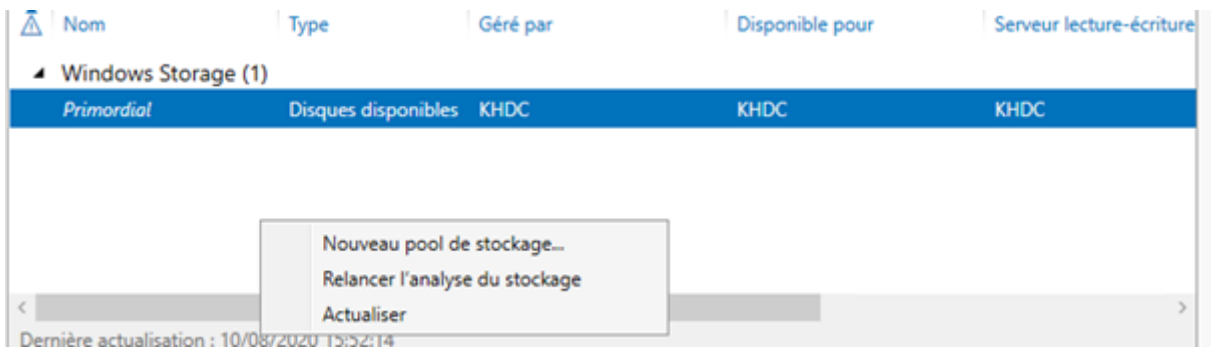 Nom Type Géré par Disponible pour Serveur lecture-écriture
Windows Storage (1)
Primordial Disques disponibles KHDC KHDC KHDC
Nouveau pool de stockage...
Relancer l'analyse du stockage
Actualiser
Dernière actualisation : 10/08/2020 15:52:14